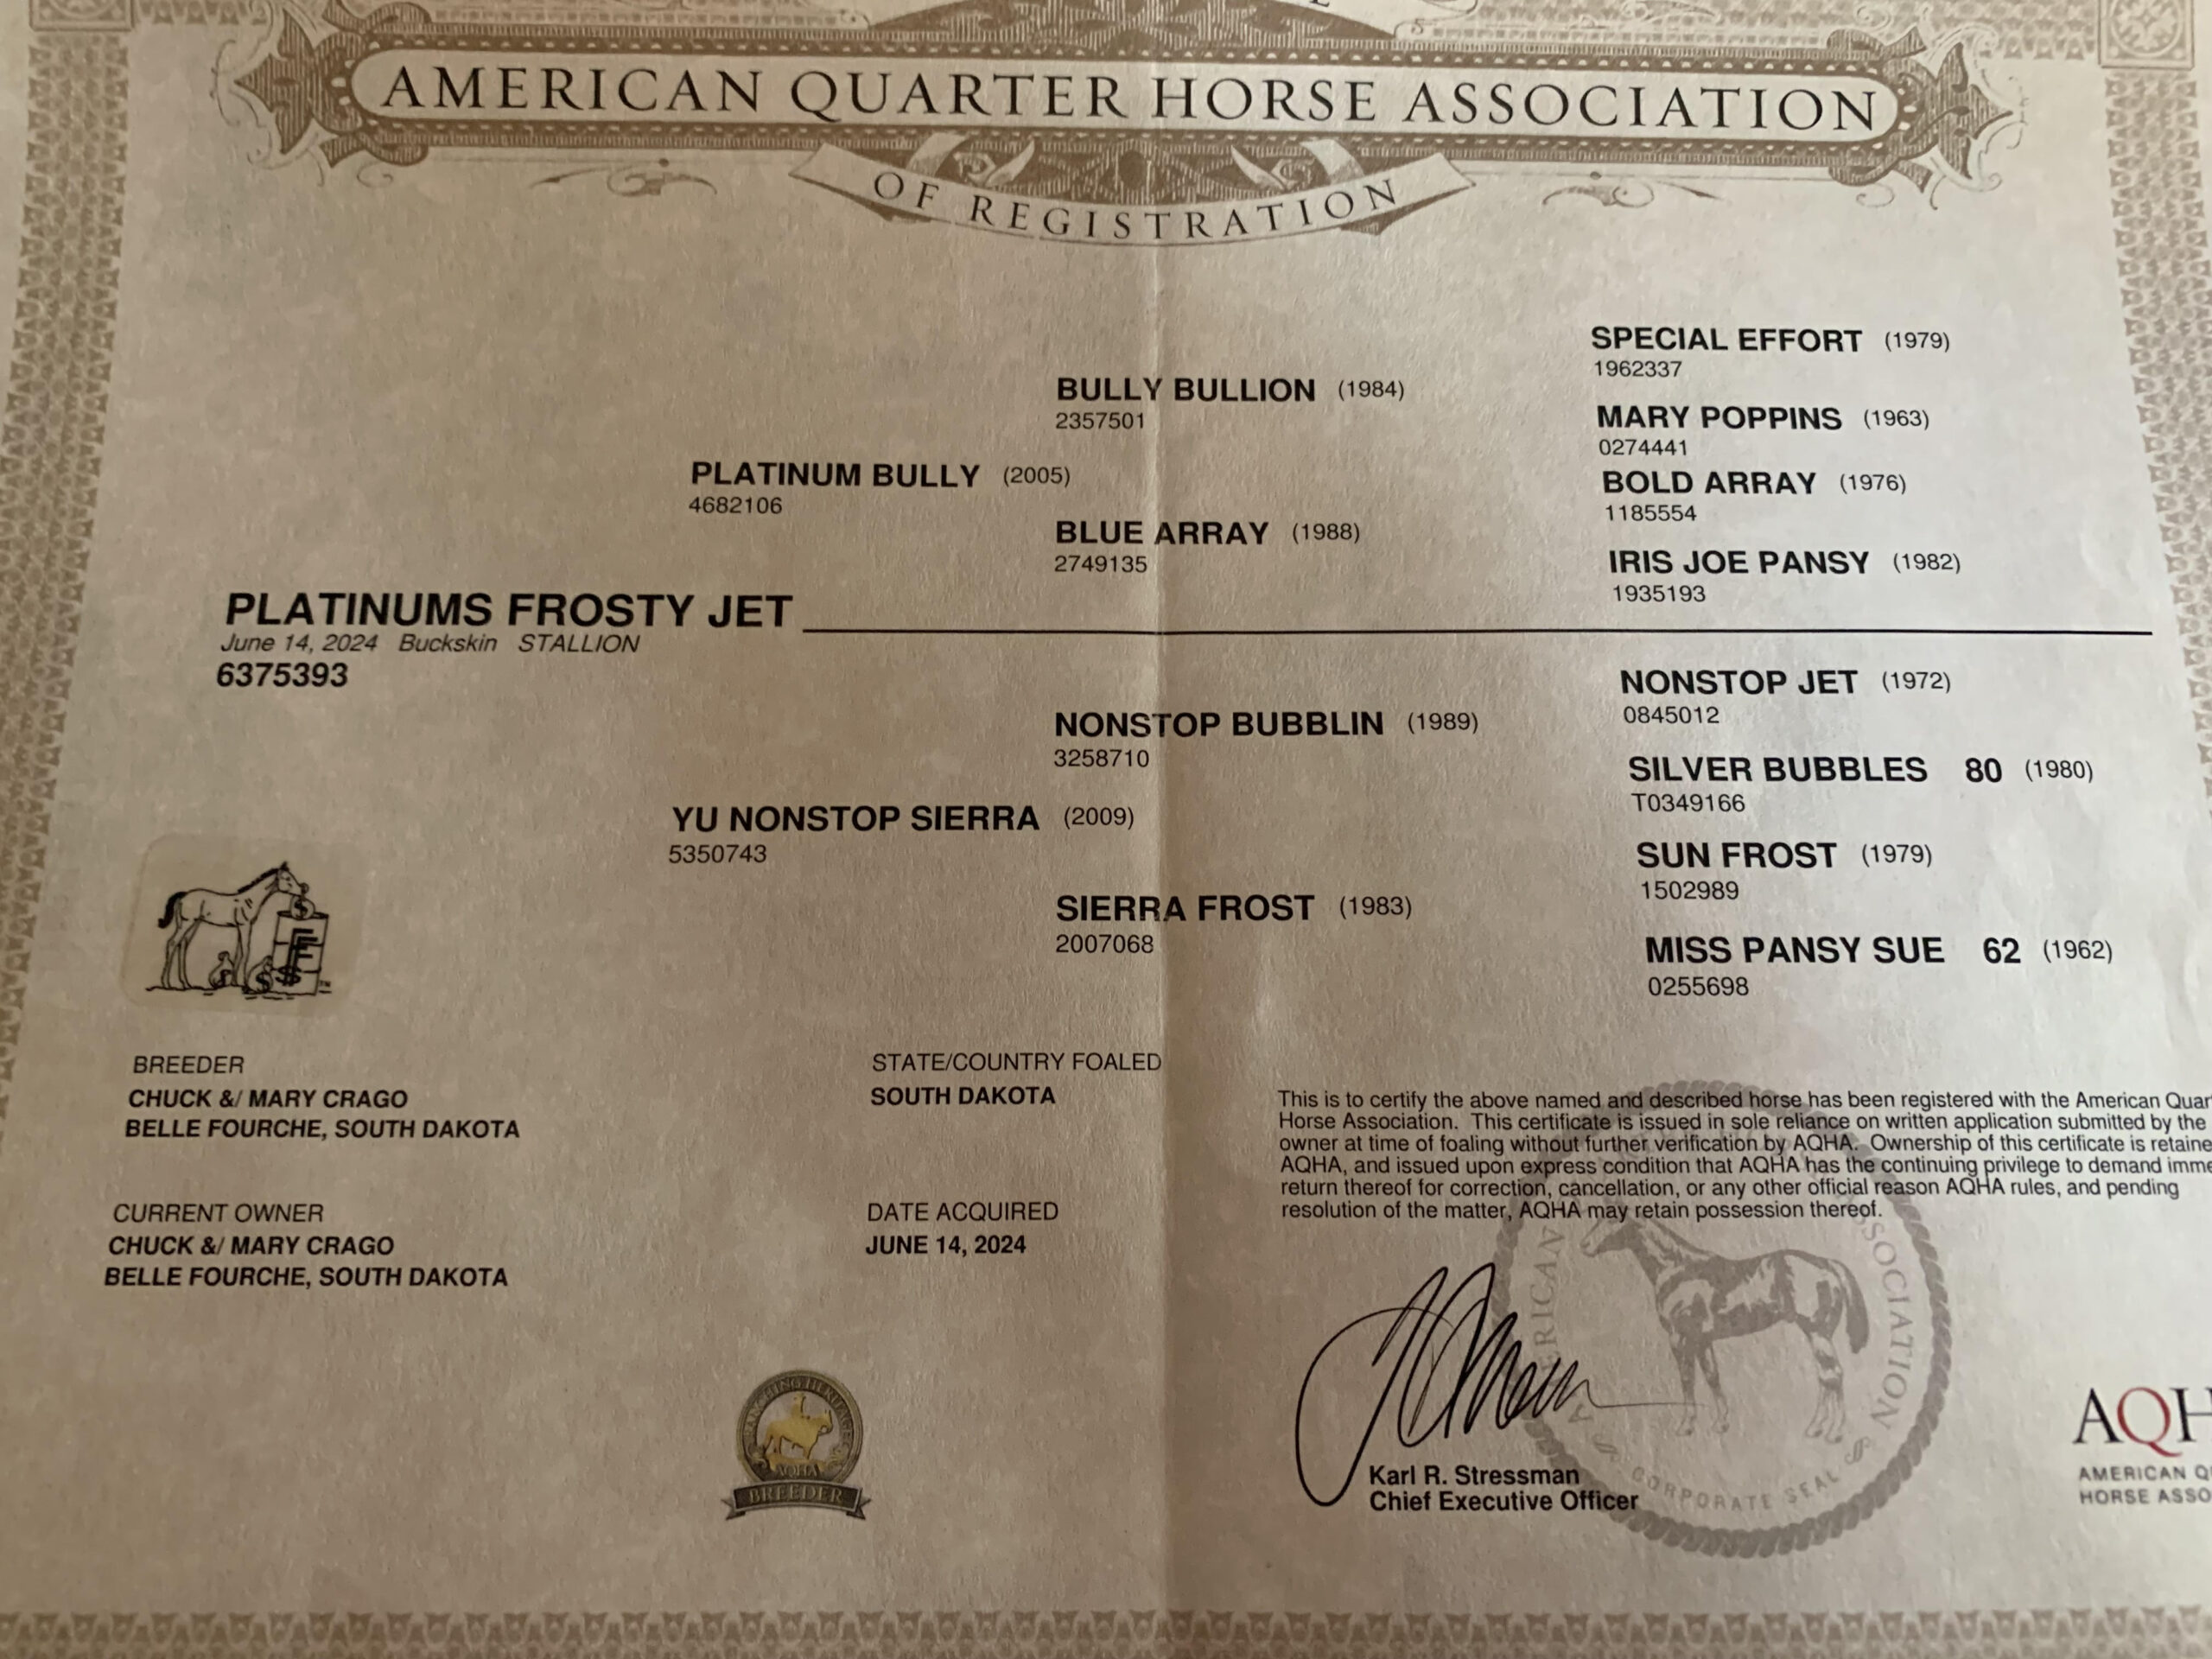 AMERICAN QUARTER HORSE ASSOCIATION
OF REGISTRATION
SPECIAL EFFORT (1979)
1962337
BULLY BULLION (1984)
2357501
MARY POPPINS (1963)
0274441
PLATINUM BULLY (2005)
4682106
BOLD ARRAY (1976)
1185554
BLUE ARRAY (1988)
2749135
IRIS JOE PANSY (1982)
1935193
PLATINUMS FROSTY JET
June 14, 2024 Buckskin STALLION
6375393
NONSTOP JET (1972)
0845012
NONSTOP BUBBLIN (1989)
3258710
SILVER BUBBLES 80 (1980)
T0349166
YU NONSTOP SIERRA (2009)
5350743
SUN FROST (1979)
1502989
SIERRA FROST (1983)
2007068
MISS PANSY SUE 62 (1962)
0255698
BREEDER
CHUCK &/ MARY CRAGO
BELLE FOURCHE, SOUTH DAKOTA
STATE/COUNTRY FOALED
SOUTH DAKOTA
CURRENT OWNER
CHUCK &/ MARY CRAGO
BELLE FOURCHE, SOUTH DAKOTA
DATE ACQUIRED
JUNE 14, 2024
This is to certify the above named and described horse has been registered with the American Quar
Horse Association. This certificate is issued in sole reliance on written application submitted by the
owner at time of foaling without further verification by AQHA. Ownership of this certificate is retaine
AQHA, and issued upon express condition that AQHA has the continuing privilege to demand imme
return thereof for correction, cancellation, or any other official reason AQHA rules, and pending
resolution of the matter, AQHA may retain possession thereof.
RANCHING HERITAGE
AQHA
BREEDER
Karl R. Stressman
Chief Executive Officer
ERICAN
ASSOCIATION
CORPORATE SEAL
AQH
AMERICAN Q
HORSE ASSO